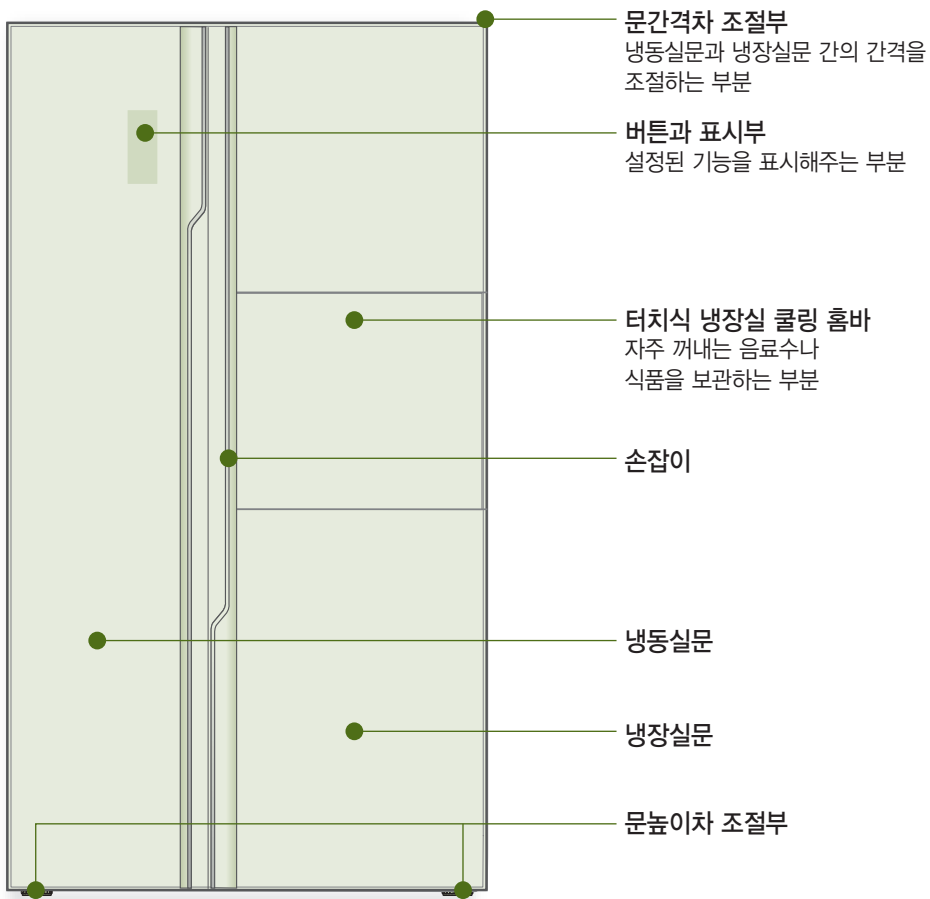 문간격차 조절부
냉동실문과 냉장실문 간의 간격을
조절하는 부분
버튼과 표시부
설정된 기능을 표시해주는 부분
터치식 냉장실 쿨링 홈바
자주 꺼내는 음료수나
식품을 보관하는 부분
손잡이
냉동실문
냉장실문
문높이차 조절부